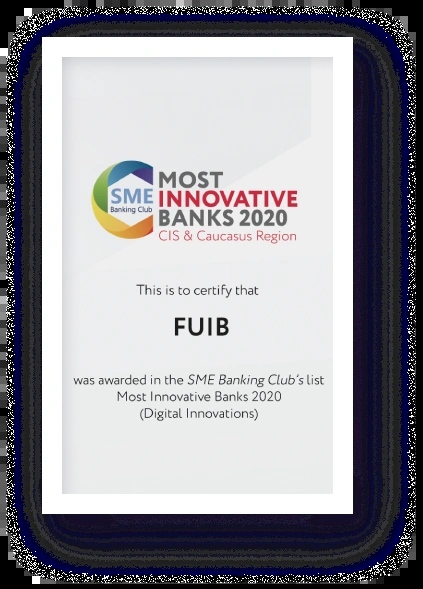 SME
Banking Club
MOST
INNOVATIVE
BANKS 2020
CIS & Caucasus Region
This is to certify that
FUIB
was awarded in the SME Banking Club's list
Most Innovative Banks 2020
(Digital Innovations)